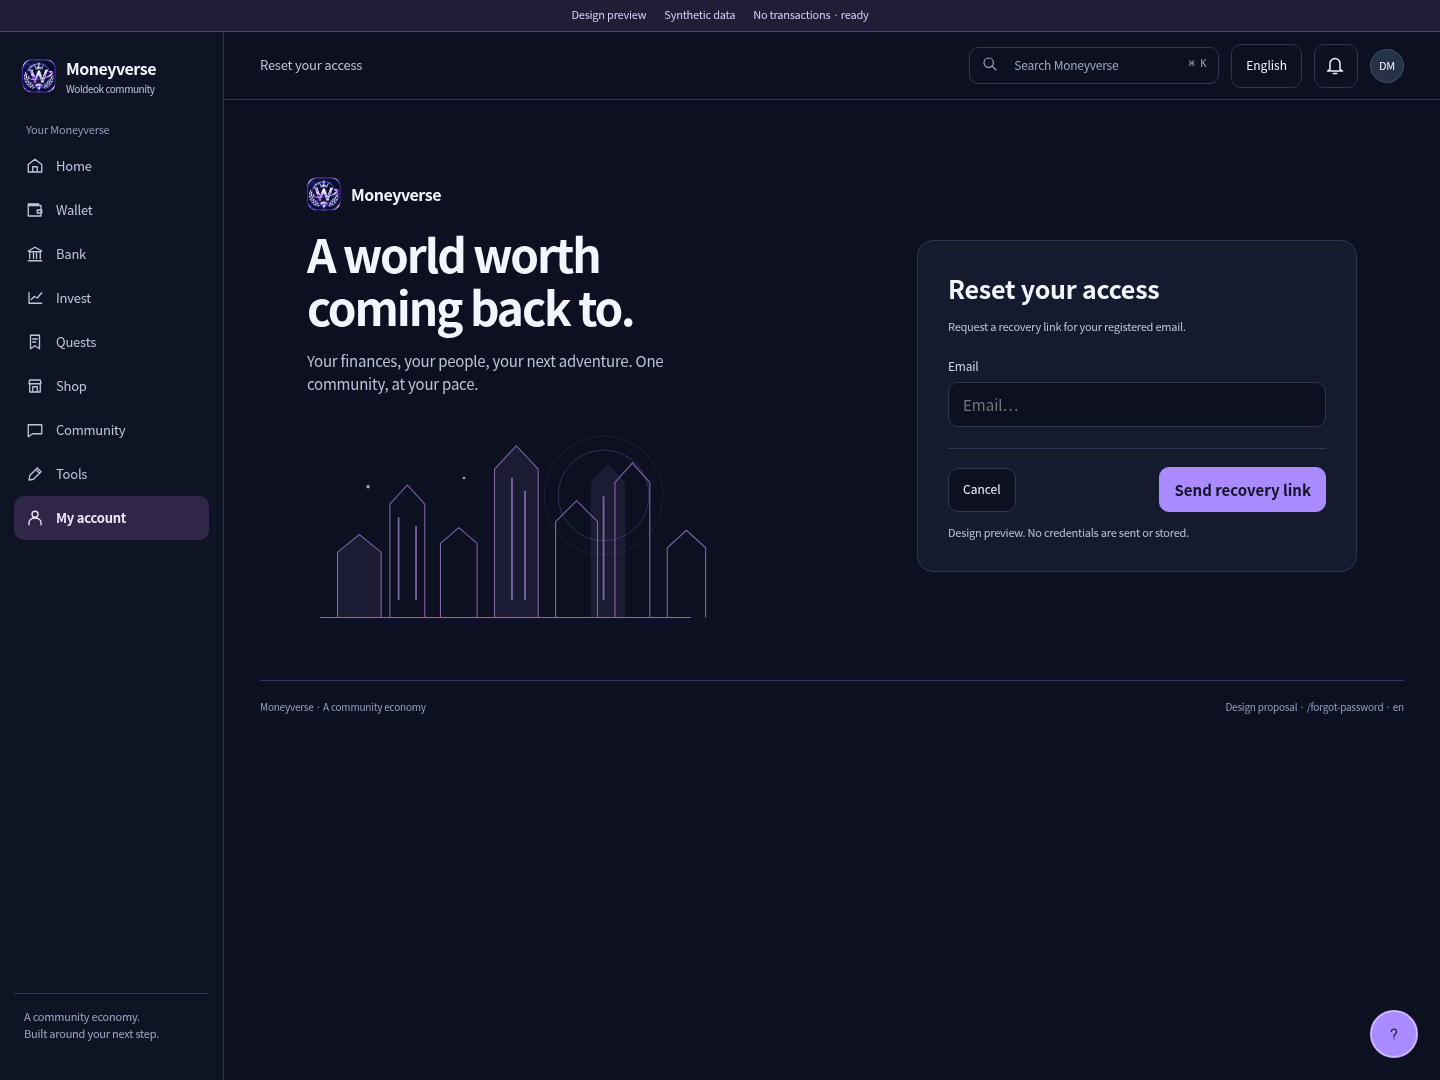 Design preview Synthetic data No transactions · ready
Moneyverse
Woldeok community
Your Moneyverse
Home
Wallet
Bank
Invest
Quests
Shop
Community
Tools
My account
A community economy.
Built around your next step.
Reset your access
Search Moneyverse ⌘ K
English
DM
Moneyverse
A world worth
coming back to.
Your finances, your people, your next adventure. One
community, at your pace.
Reset your access
Request a recovery link for your registered email.
Email
Email…
Cancel
Send recovery link
Design preview. No credentials are sent or stored.
Moneyverse · A community economy
Design proposal · /forgot-password · en
?